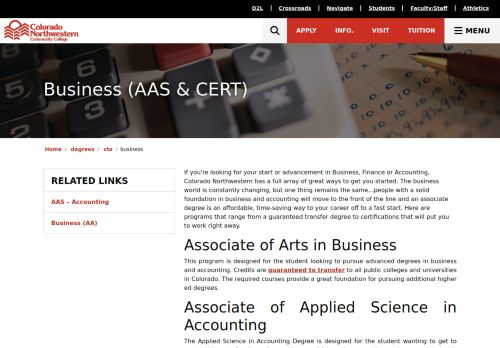 D2L | Crossroads | Navigate | Students | Faculty/Staff | Athletics
Colorado
Northwestern
Community College
APPLY INFO. VISIT TUITION MENU
Business (AAS & CERT)
Home / degrees / cte / business
RELATED LINKS
AAS – Accounting
Business (AA)
If you're looking for your start or advancement in Business, Finance or Accounting,
Colorado Northwestern has a full array of great ways to get you started. The business
world is constantly changing, but one thing remains the same...people with a solid
foundation in business and accounting will move to the front of the line and an associate
degree is an affordable, time-saving way to your career off to a fast start. Here are
programs that range from a guaranteed transfer degree to certifications that will put you
to work right away.
Associate of Arts in Business
This program is designed for the student looking to pursue advanced degrees in business
and accounting. Credits are guaranteed to transfer to all public colleges and universities
in Colorado. The required courses provide a great foundation for pursuing additional higher
ed degrees.
Associate of Applied Science in
Accounting
The Applied Science in Accounting Degree is designed for the student wanting to get to